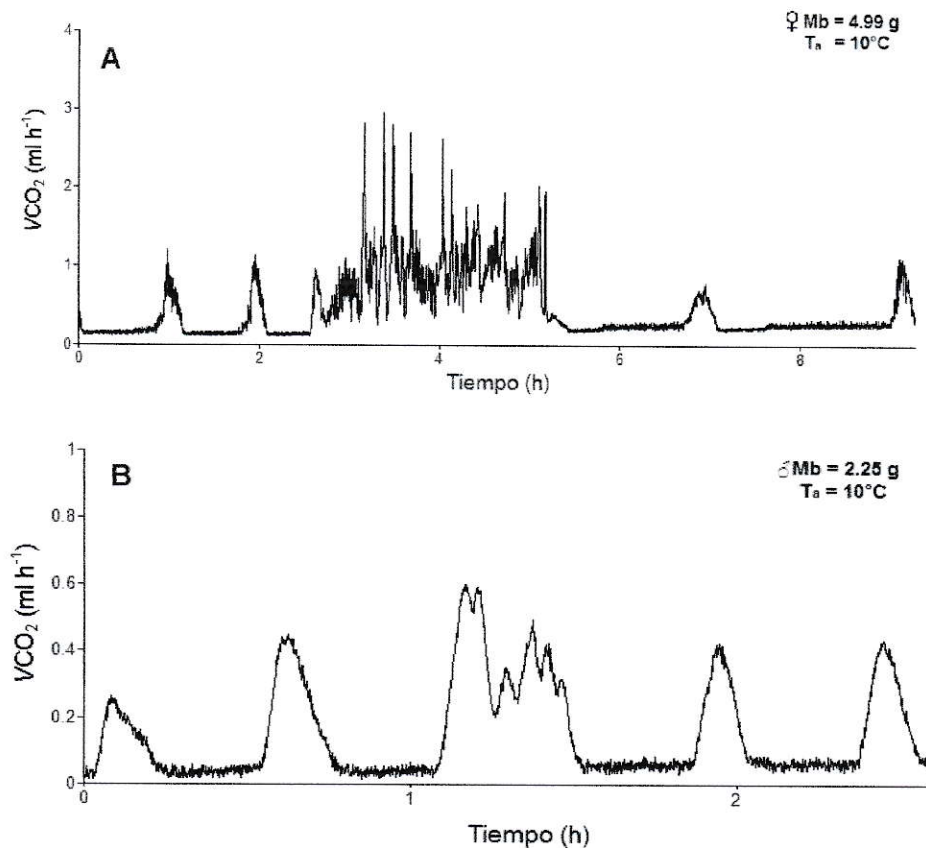 ♀ Mb = 4.99 g
Ta = 10°C
A
4
3
2
1
0
VCO2 (ml h-1)
0 2 4 6 8
Tiempo (h)
B
♂ Mb = 2.25 g
Ta = 10°C
1
0.8
0.6
0.4
0.2
0
VCO2 (ml h-1)
0 1 2
Tiempo (h)